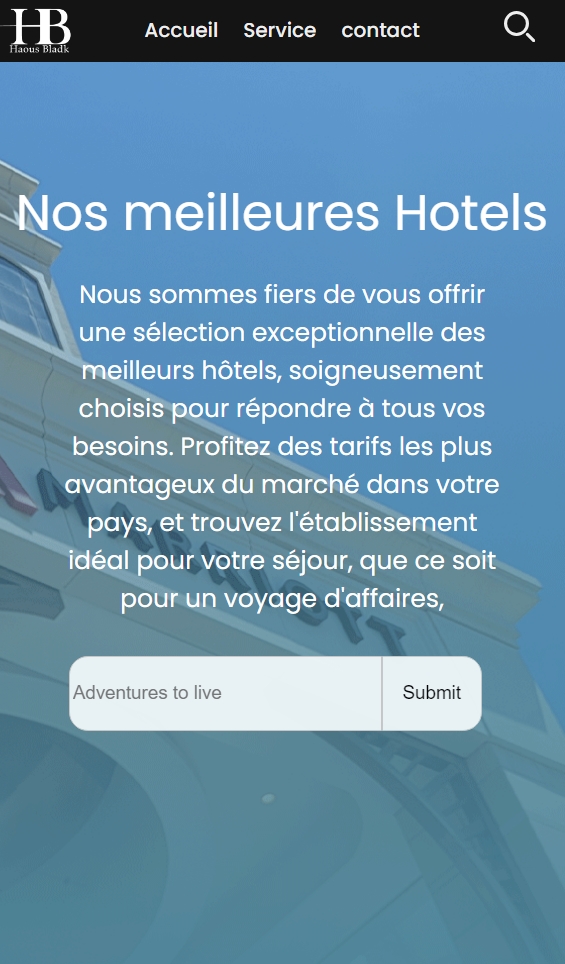 HB
Haous Bladk
Accueil Service contact
Nos meilleures Hotels
Nous sommes fiers de vous offrir
une sélection exceptionnelle des
meilleurs hôtels, soigneusement
choisis pour répondre à tous vos
besoins. Profitez des tarifs les plus
avantageux du marché dans votre
pays, et trouvez l'établissement
idéal pour votre séjour, que ce soit
pour un voyage d'affaires,
MARRIOTT
Adventures to live
Submit